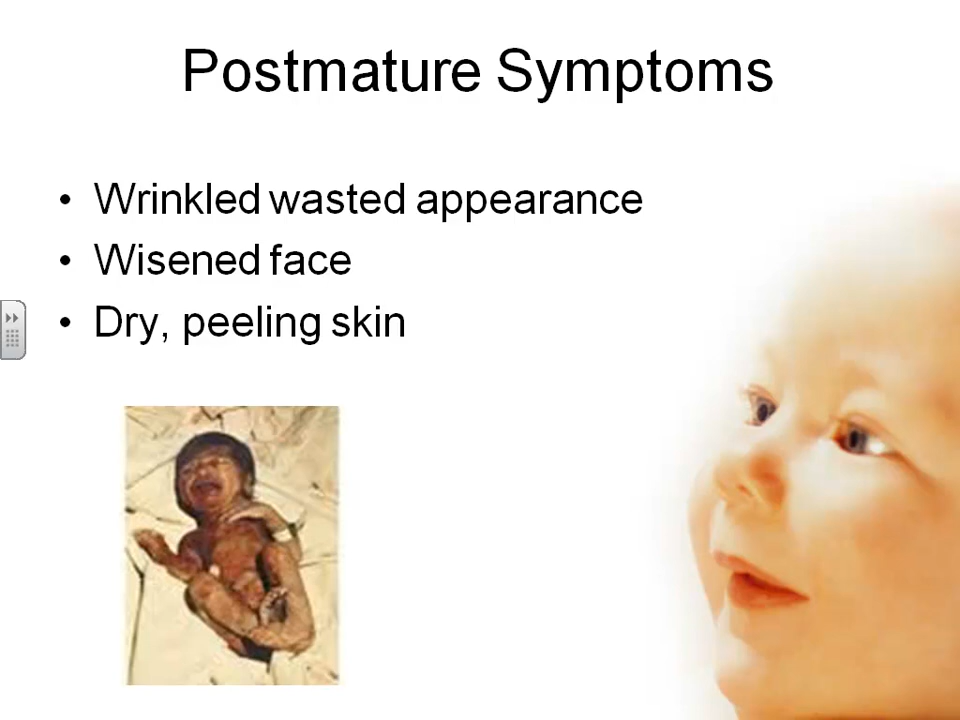 Postmature Symptoms
• Wrinkled wasted appearance
• Wisened face
• Dry, peeling skin